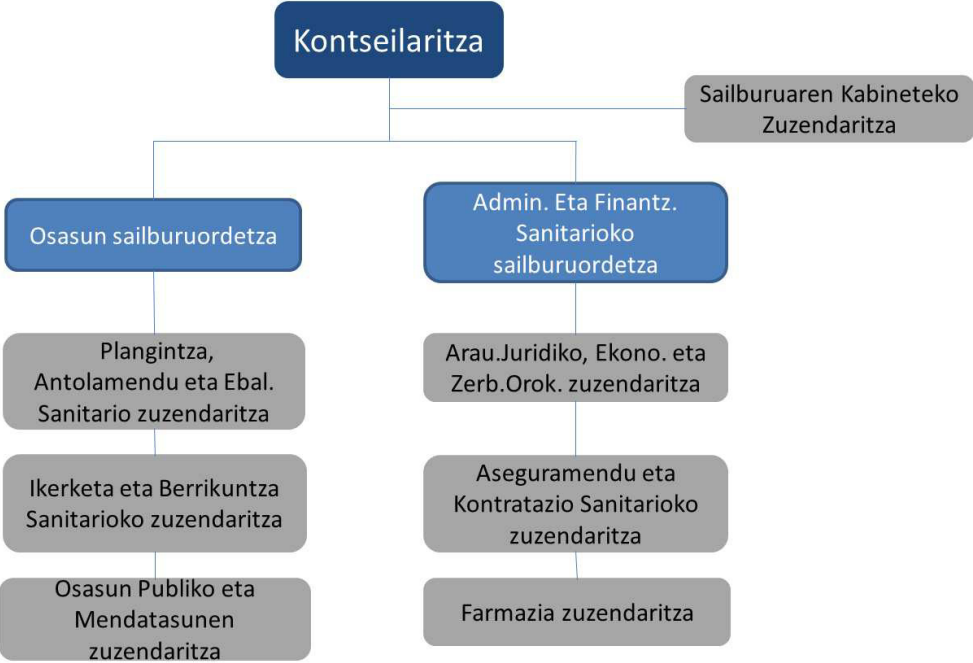 Kontseilaritza
Sailburuaren Kabineteko
Zuzendaritza
Osasun sailburuordetza
Admin. Eta Finantz.
Sanitarioko
sailburuordetza
Plangintza,
Antolamendu eta Ebal.
Sanitario zuzendaritza
Arau.Juridiko, Ekono. eta
Zerb.Orok. zuzendaritza
Ikerketa eta Berrikuntza
Sanitarioko zuzendaritza
Aseguramendu eta
Kontratazio Sanitarioko
zuzendaritza
Osasun Publiko eta
Mendatasunen
zuzendaritza
Farmazia zuzendaritza